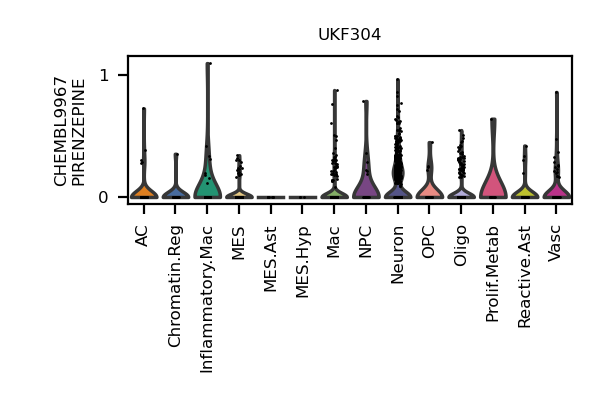 UKF304
CHEMBL9967
PIRENZEPINE
1
0
AC
Chromatin.Reg
Inflammatory.Mac
MES
MES.Ast
MES.Hyp
Mac
NPC
Neuron
OPC
Oligo
Prolif.Metab
Reactive.Ast
Vasc